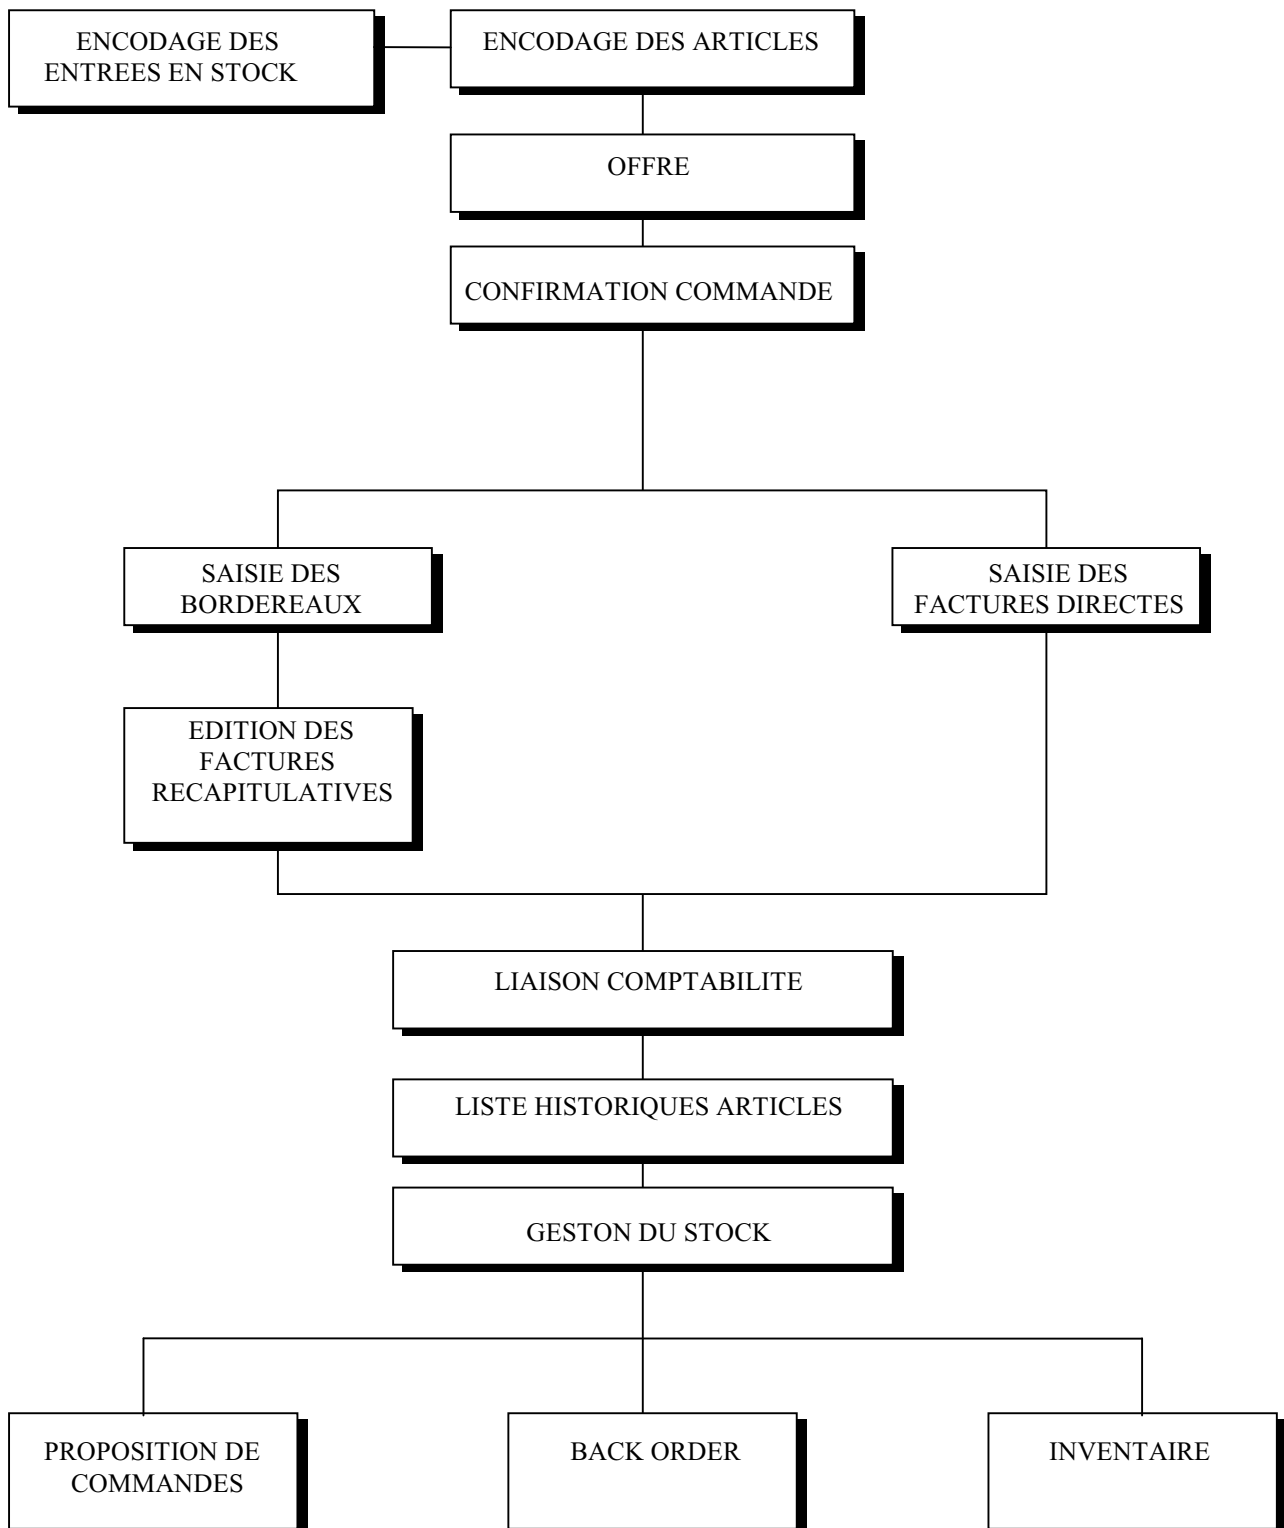 ENCODAGE DES
ENTREES EN STOCK
ENCODAGE DES ARTICLES
OFFRE
CONFIRMATION COMMANDE
SAISIE DES
BORDEREAUX
SAISIE DES
FACTURES DIRECTES
EDITION DES
FACTURES
RECAPITULATIVES
LIAISON COMPTABILITE
LISTE HISTORIQUES ARTICLES
GESTON DU STOCK
PROPOSITION DE
COMMANDES
BACK ORDER
INVENTAIRE